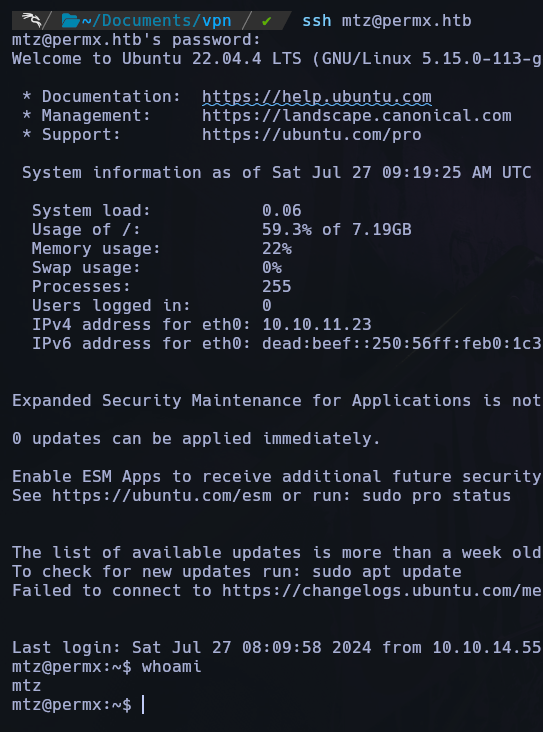 ~/Documents/vpn / ✔ ssh mtz@permx.htb
mtz@permx.htb's password:
Welcome to Ubuntu 22.04.4 LTS (GNU/Linux 5.15.0-113-g
* Documentation:  https://help.ubuntu.com
* Management:     https://landscape.canonical.com
* Support:        https://ubuntu.com/pro
System information as of Sat Jul 27 09:19:25 AM UTC
System load:           0.06
Usage of /:            59.3% of 7.19GB
Memory usage:          22%
Swap usage:            0%
Processes:             255
Users logged in:       0
IPv4 address for eth0: 10.10.11.23
IPv6 address for eth0: dead:beef::250:56ff:feb0:1c3
Expanded Security Maintenance for Applications is not
0 updates can be applied immediately.
Enable ESM Apps to receive additional future security
See https://ubuntu.com/esm or run: sudo pro status
The list of available updates is more than a week old
To check for new updates run: sudo apt update
Failed to connect to https://changelogs.ubuntu.com/me
Last login: Sat Jul 27 08:09:58 2024 from 10.10.14.55
mtz@permx:~$ whoami
mtz
mtz@permx:~$